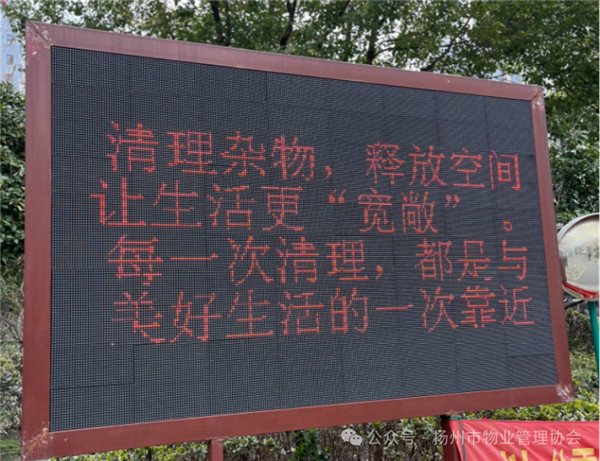 清理杂物，释放空间
让生活更“宽敞”。
每一次清理，都是与
美好生活的一次靠近
公众号·扬州市物业管理协会